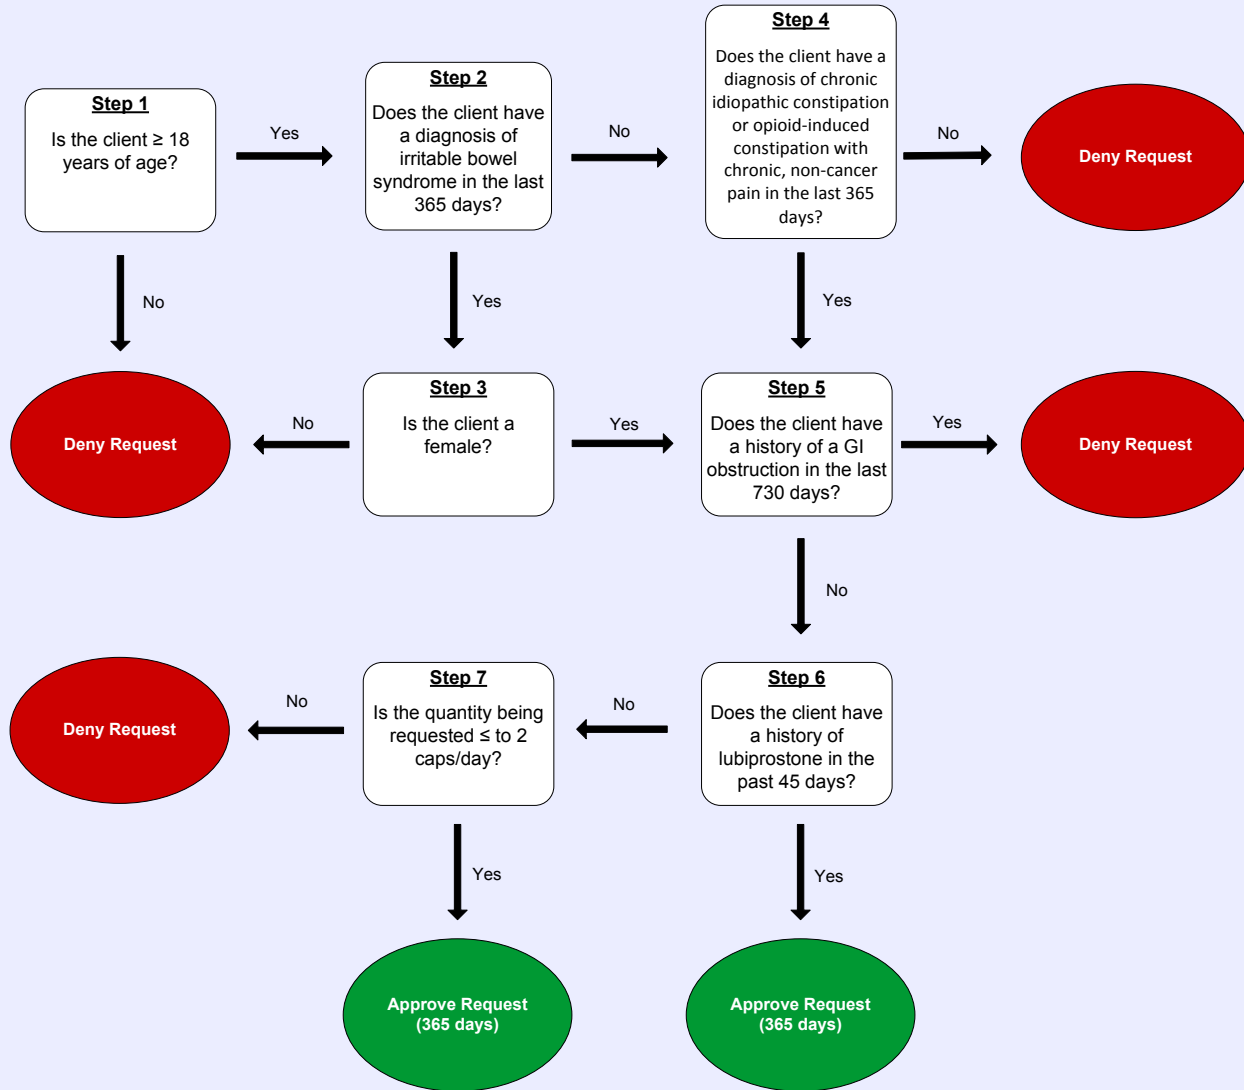 Step 1
Is the client ≥ 18
years of age?
Yes
Step 2
Does the client have
a diagnosis of
irritable bowel
syndrome in the last
365 days?
No
Step 4
Does the client have a
diagnosis of chronic
idiopathic constipation
or opioid-induced
constipation with
chronic, non-cancer
pain in the last 365
days?
No
Deny Request
No
Yes
Yes
Deny Request
No
Step 3
Is the client a
female?
Yes
Step 5
Does the client have
a history of a GI
obstruction in the last
730 days?
Yes
Deny Request
No
Deny Request
No
Step 7
Is the quantity being
requested ≤ to 2
caps/day?
No
Step 6
Does the client have
a history of
lubiprostone in the
past 45 days?
Yes
Yes
Approve Request
(365 days)
Approve Request
(365 days)